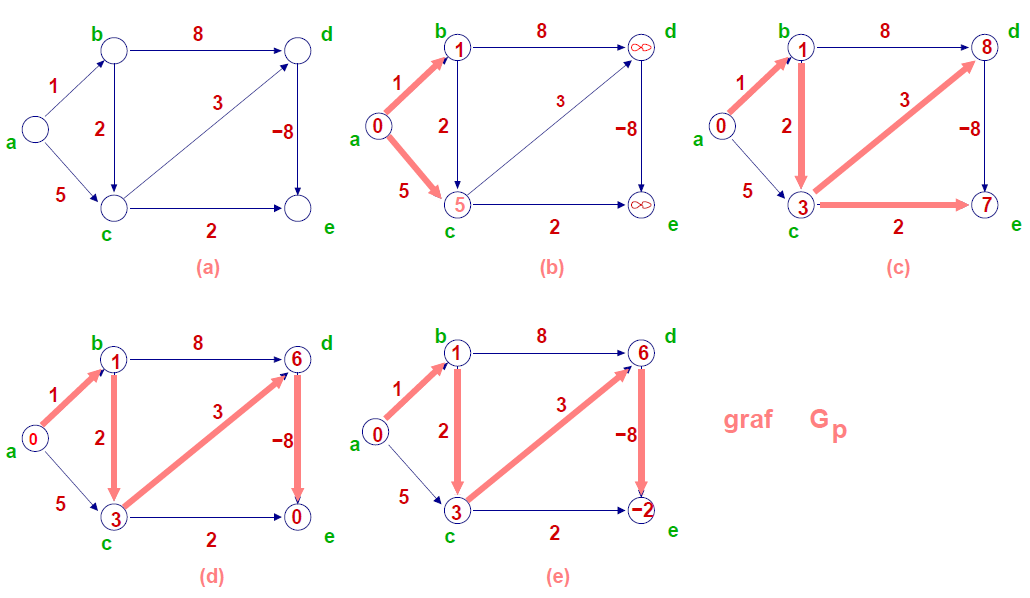 b 8 d
1
2 3 −8
a
5
c 2 e
(a)
b 1 8 ∞ d
1
0 2 3 −8
a
5 5 ∞
c 2 e
(b)
b 1 8 8 d
1
0 2 3 −8
a
5 3 7
c 2 e
(c)
b 1 8 6 d
1
0 2 3 −8
a
5 3 0
c 2 e
(d)
b 1 8 6 d
1
0 2 3 −8
a
5 3 −2
c 2 e
(e)
graf Gp